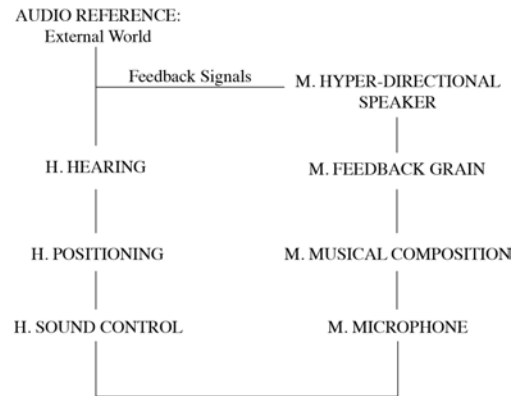 AUDIO REFERENCE:
External World
Feedback Signals
M. HYPER-DIRECTIONAL
SPEAKER
H. HEARING
M. FEEDBACK GRAIN
H. POSITIONING
M. MUSICAL COMPOSITION
H. SOUND CONTROL
M. MICROPHONE